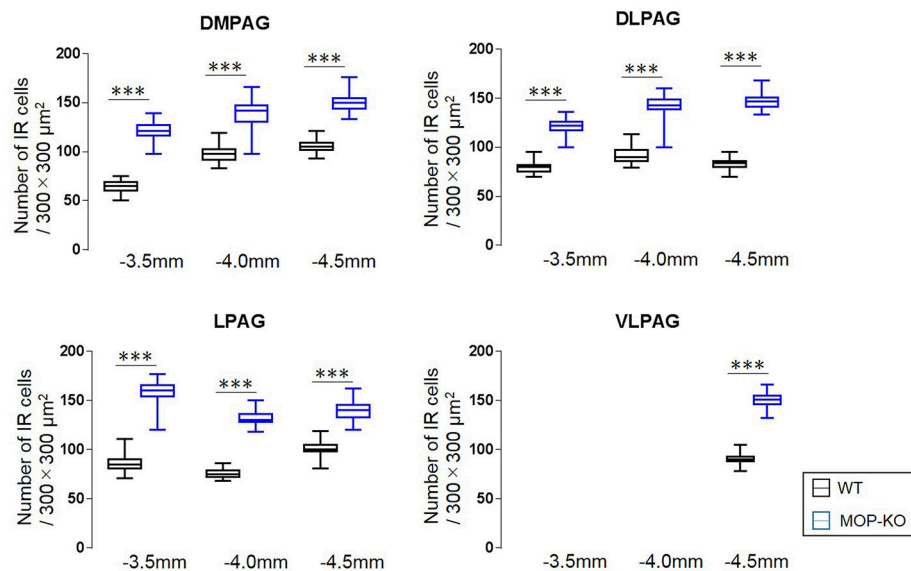 DMPAG
Number of IR cells
/ 300 × 300 μm²
200
150
100
50
0
***
***
***
-3.5mm
-4.0mm
-4.5mm
DLPAG
Number of IR cells
/ 300 × 300 μm²
200
150
100
50
0
***
***
***
-3.5mm
-4.0mm
-4.5mm
LPAG
Number of IR cells
/ 300 × 300 μm²
200
150
100
50
0
***
***
***
-3.5mm
-4.0mm
-4.5mm
VLPAG
Number of IR cells
/ 300 × 300 μm²
200
150
100
50
0
***
-3.5mm
-4.0mm
-4.5mm
WT
MOP-KO